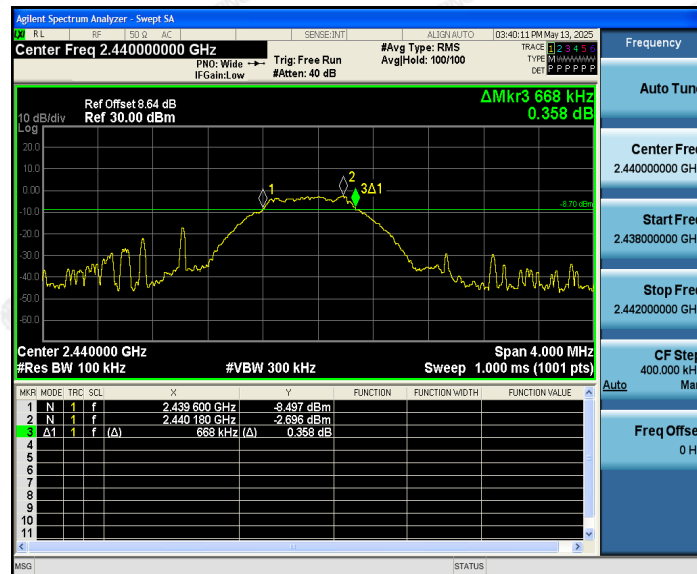 Agilent Spectrum Analyzer - Swept SA
LXI RL RF 50 Ω AC SENSE:INT ALIGN AUTO 03:40:11 PM May 13, 2025
Center Freq 2.440000000 GHz
#Avg Type: RMS
TRACE 1 2 3 4 5 6
PNO: Wide Trig: Free Run Avg|Hold: 100/100 TYPE M WWWWW
IFGain:Low #Atten: 40 dB DET P P P P P P
ΔMkr3 668 kHz
0.358 dB
Ref Offset 8.64 dB
10 dB/div Ref 30.00 dBm
Log
20.0
10.0
0.00
-10.0
-20.0
-30.0
-40.0
-50.0
-60.0
1
2
3Δ1
-8.70 dBm
Center 2.440000 GHz Span 4.000 MHz
#Res BW 100 kHz #VBW 300 kHz Sweep 1.000 ms (1001 pts)
MKR MODE TRC SCL X Y FUNCTION FUNCTION WIDTH FUNCTION VALUE
1 N 1 f 2.439 600 GHz -8.497 dBm
2 N 1 f 2.440 180 GHz -2.696 dBm
3 Δ1 1 f (Δ) 668 kHz (Δ) 0.358 dB
4
5
6
7
8
9
10
11
MSG STATUS
Frequency
Auto Tun
Center Fre
2.440000000 GH
Start Fre
2.438000000 GH
Stop Fre
2.442000000 GH
CF Step
400.000 kH
Auto Ma
Freq Offse
0 H